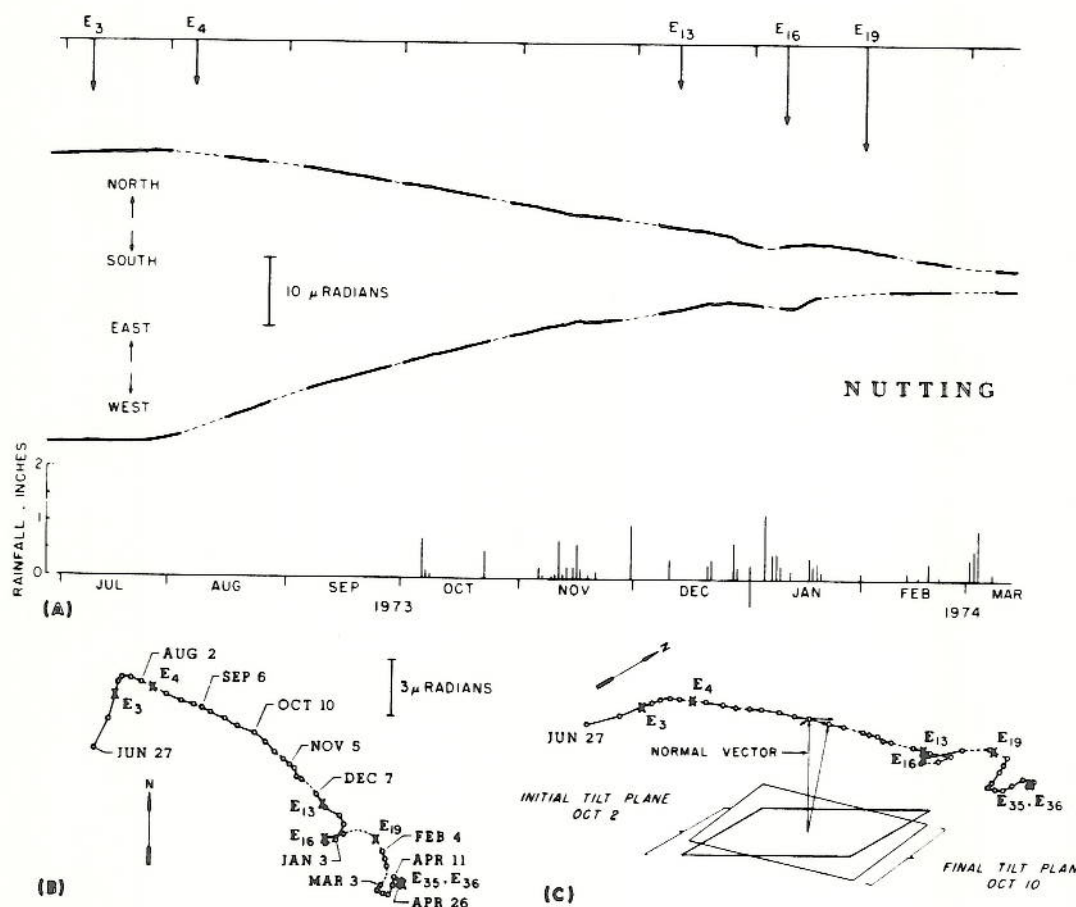 E3 E4 E13 E16 E19
NORTH
SOUTH
10 μ RADIANS
EAST
WEST
NUTTING
RAINFALL, INCHES
2
1
0
JUL AUG SEP OCT NOV DEC JAN FEB MAR
1973 1974
(A)
AUG 2
E4
SEP 6
3 μ RADIANS
E3
OCT 10
JUN 27
NOV 5
N
DEC 7
E13
E16
E19
FEB 4
JAN 3
APR 11
MAR 3
E35, E36
APR 26
(B)
N
E4
JUN 27
E3
NORMAL VECTOR
E13
E19
E16
INITIAL TILT PLANE
OCT 2
E35, E36
FINAL TILT PLAN
OCT 10
(C)